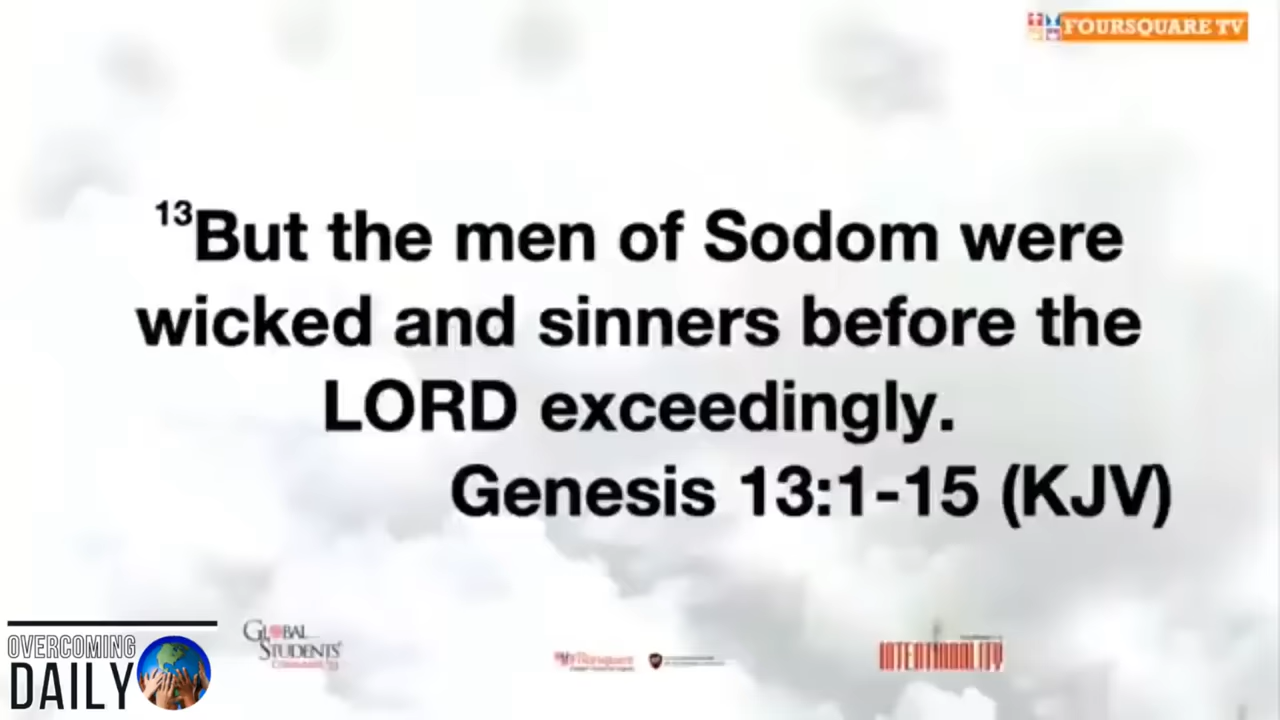 FOURSQUARE TV
¹³But the men of Sodom were
wicked and sinners before the
LORD exceedingly.
Genesis 13:1-15 (KJV)
OVERCOMING
DAILY
GLOBAL
STUDENTS'
INTENTIONALITY